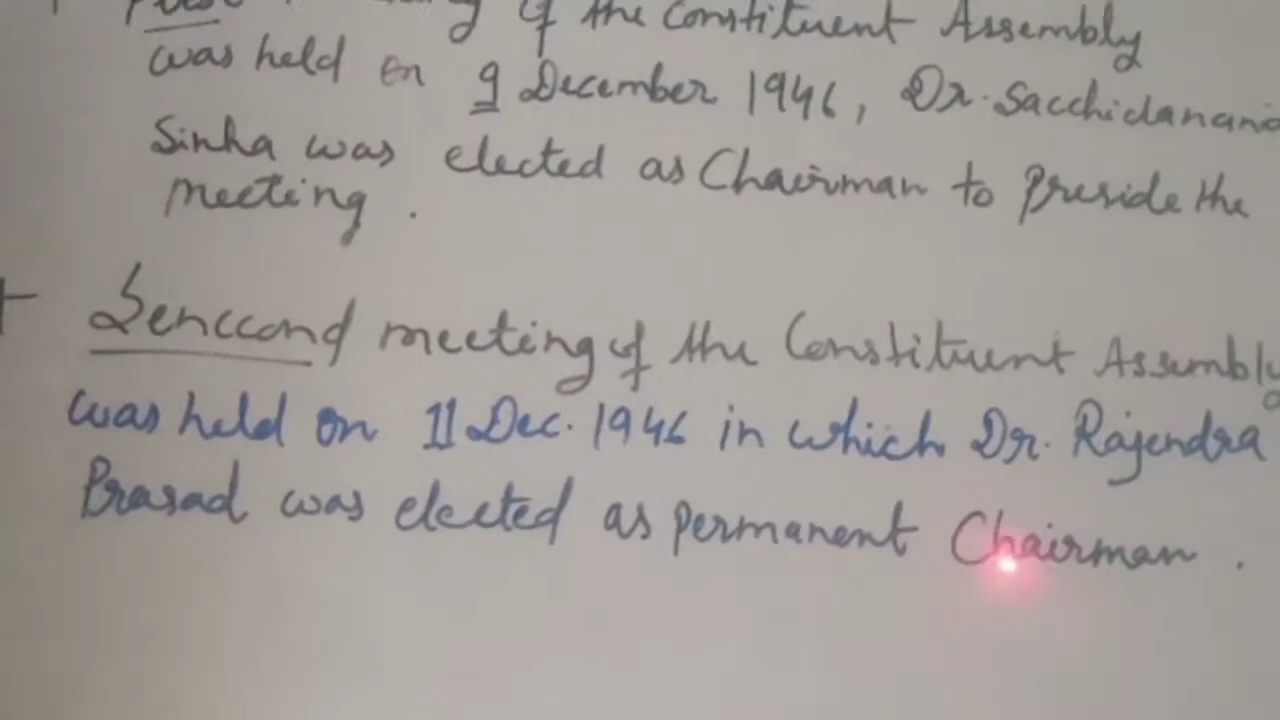 of the Constituent Assembly
was held on 9 December 1946, Dr. Sacchidanand
Sinha was elected as Chairman to Preside the
meeting.
Senccond meeting of the Constituent Assembly
was held on 11 Dec. 1946 in which Dr. Rajendra
Prasad was elected as permanent Chairman.